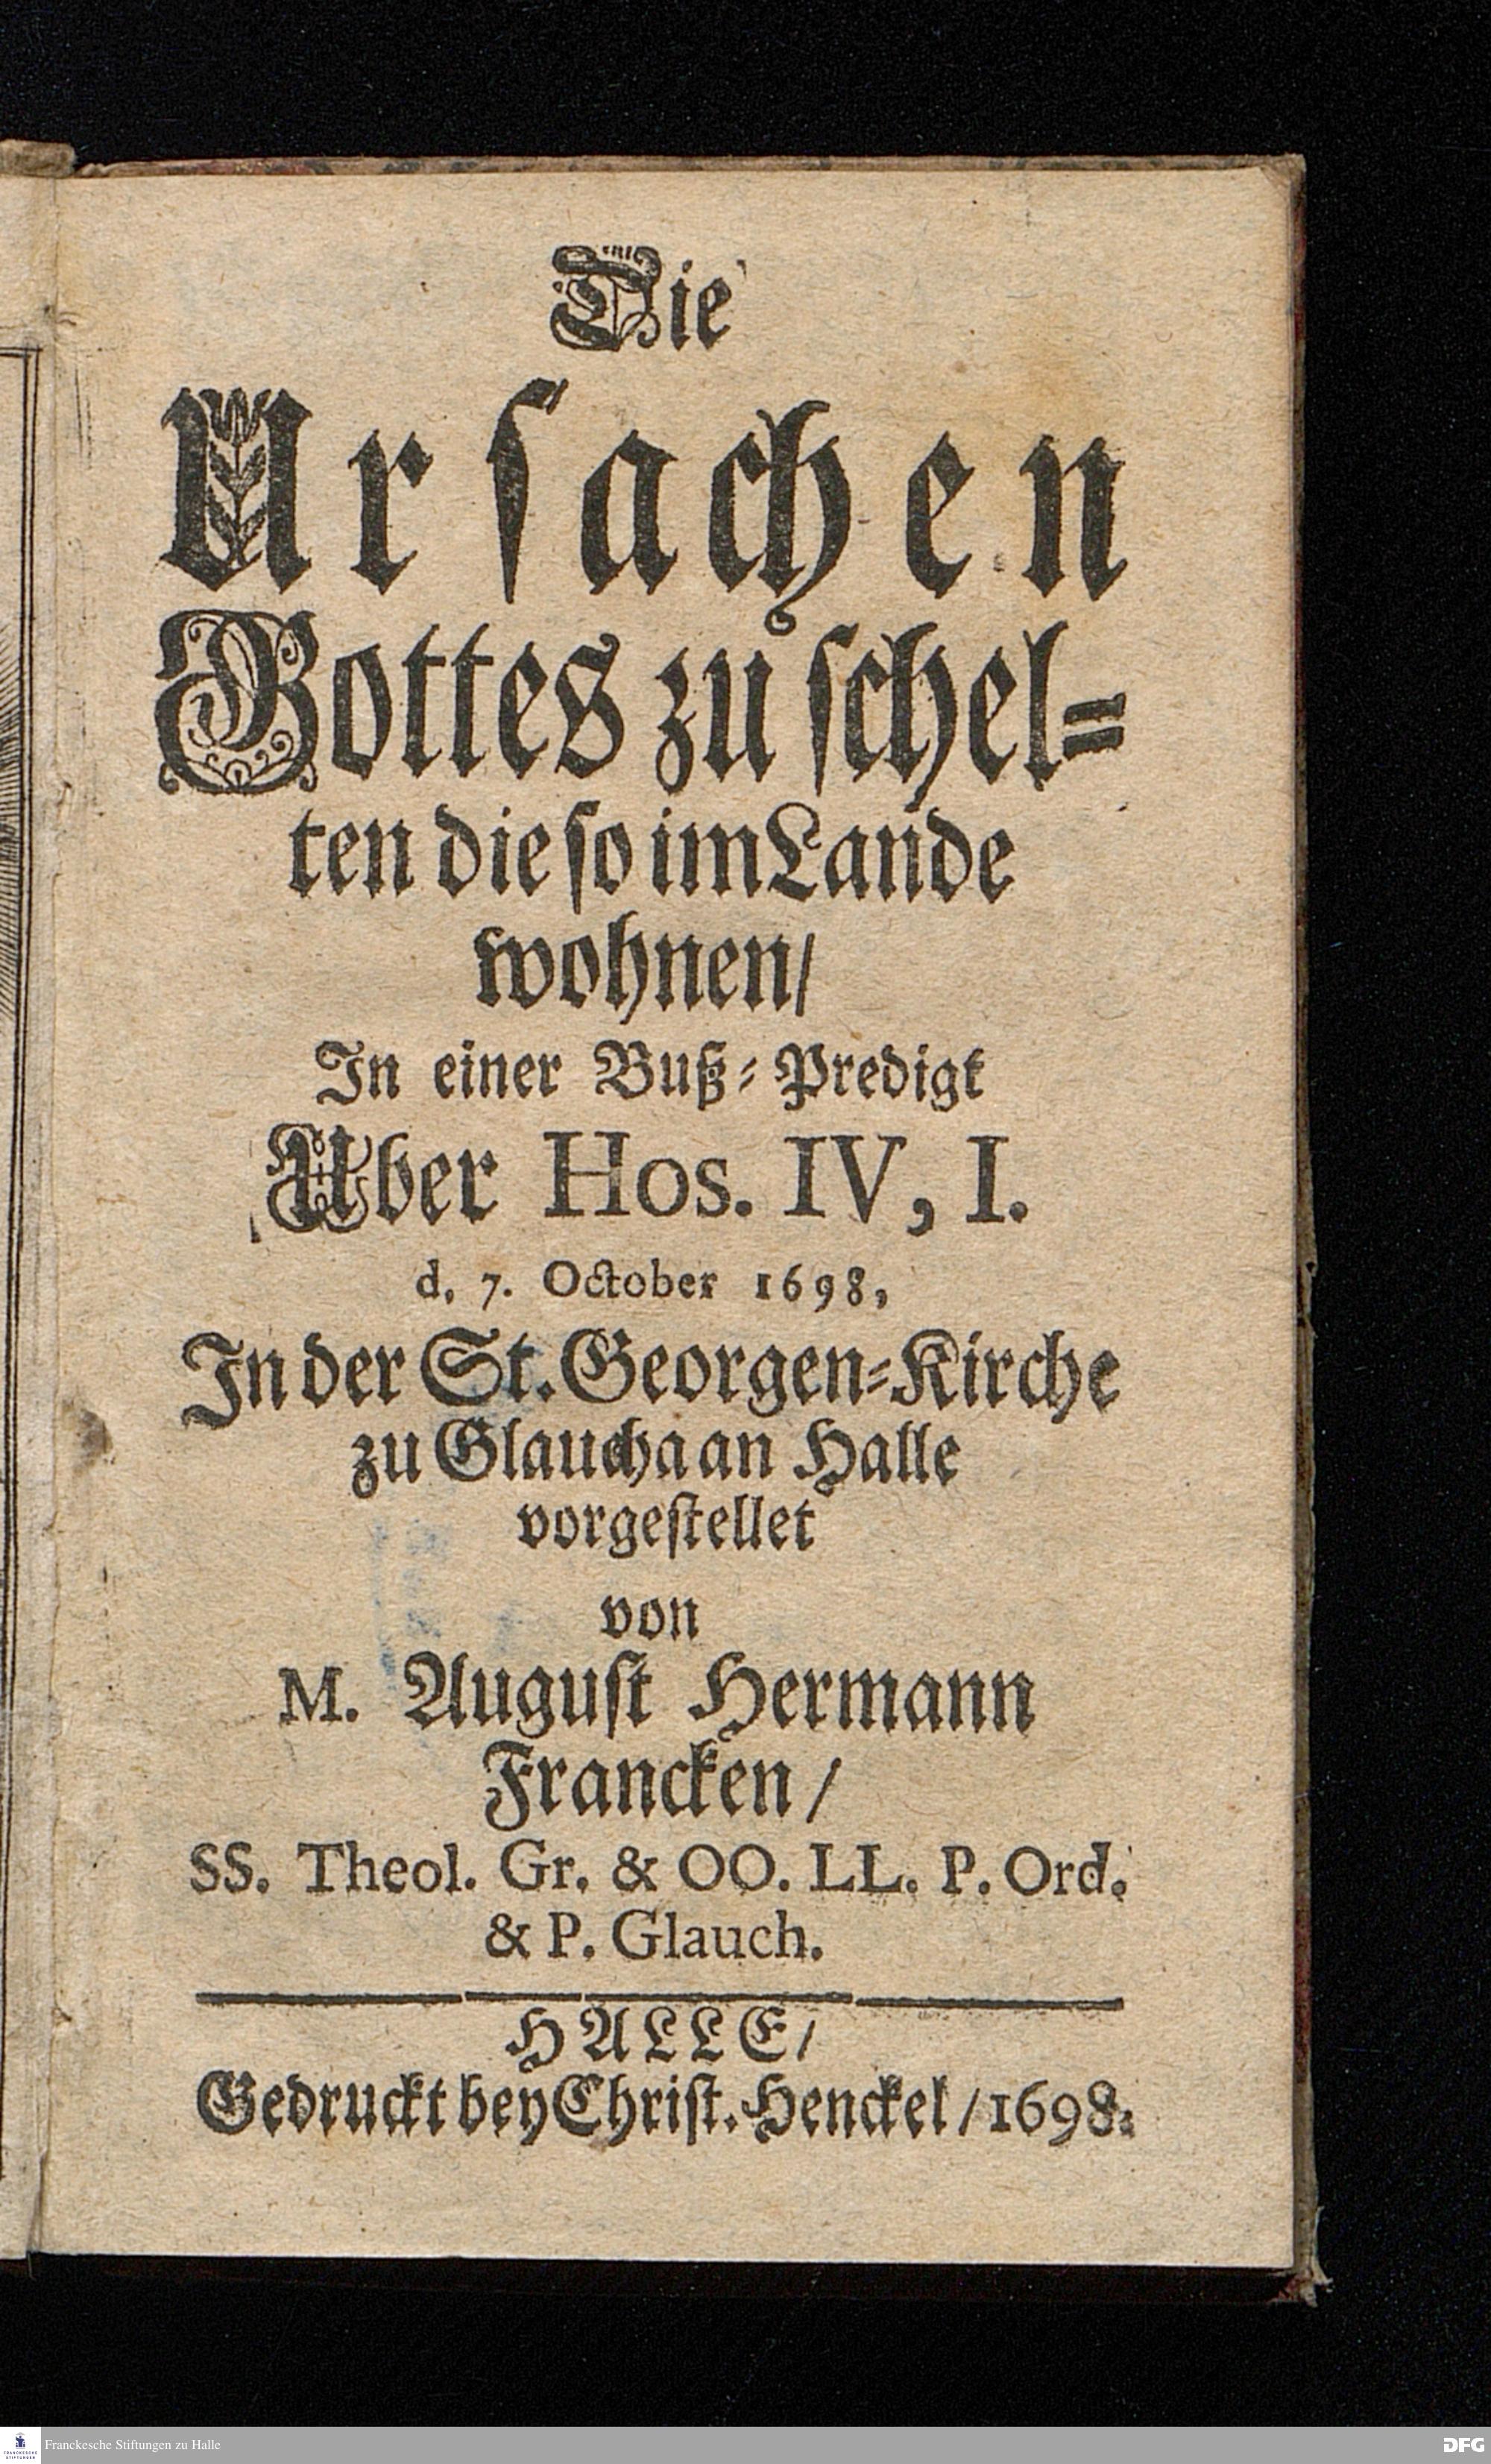 Die
Urſachen
Gottes zu ſchel-
ten die ſo im Lande
wohnen/
In einer Buß-Predigt
Uber Hos. IV, I.
d. 7. October 1698,
In der St. Georgen-Kirche
zu Glaucha an Halle
vorgeſtellet
von
M. Auguſt Hermann
Francken/
SS. Theol. Gr. & OO. LL. P. Ord.
& P. Glauch.
HALLE/
Gedruckt bey Chriſt. Henckel/1698.
FRANCKESCHE
STIFTUNGEN
Franckesche Stiftungen zu Halle
DFG